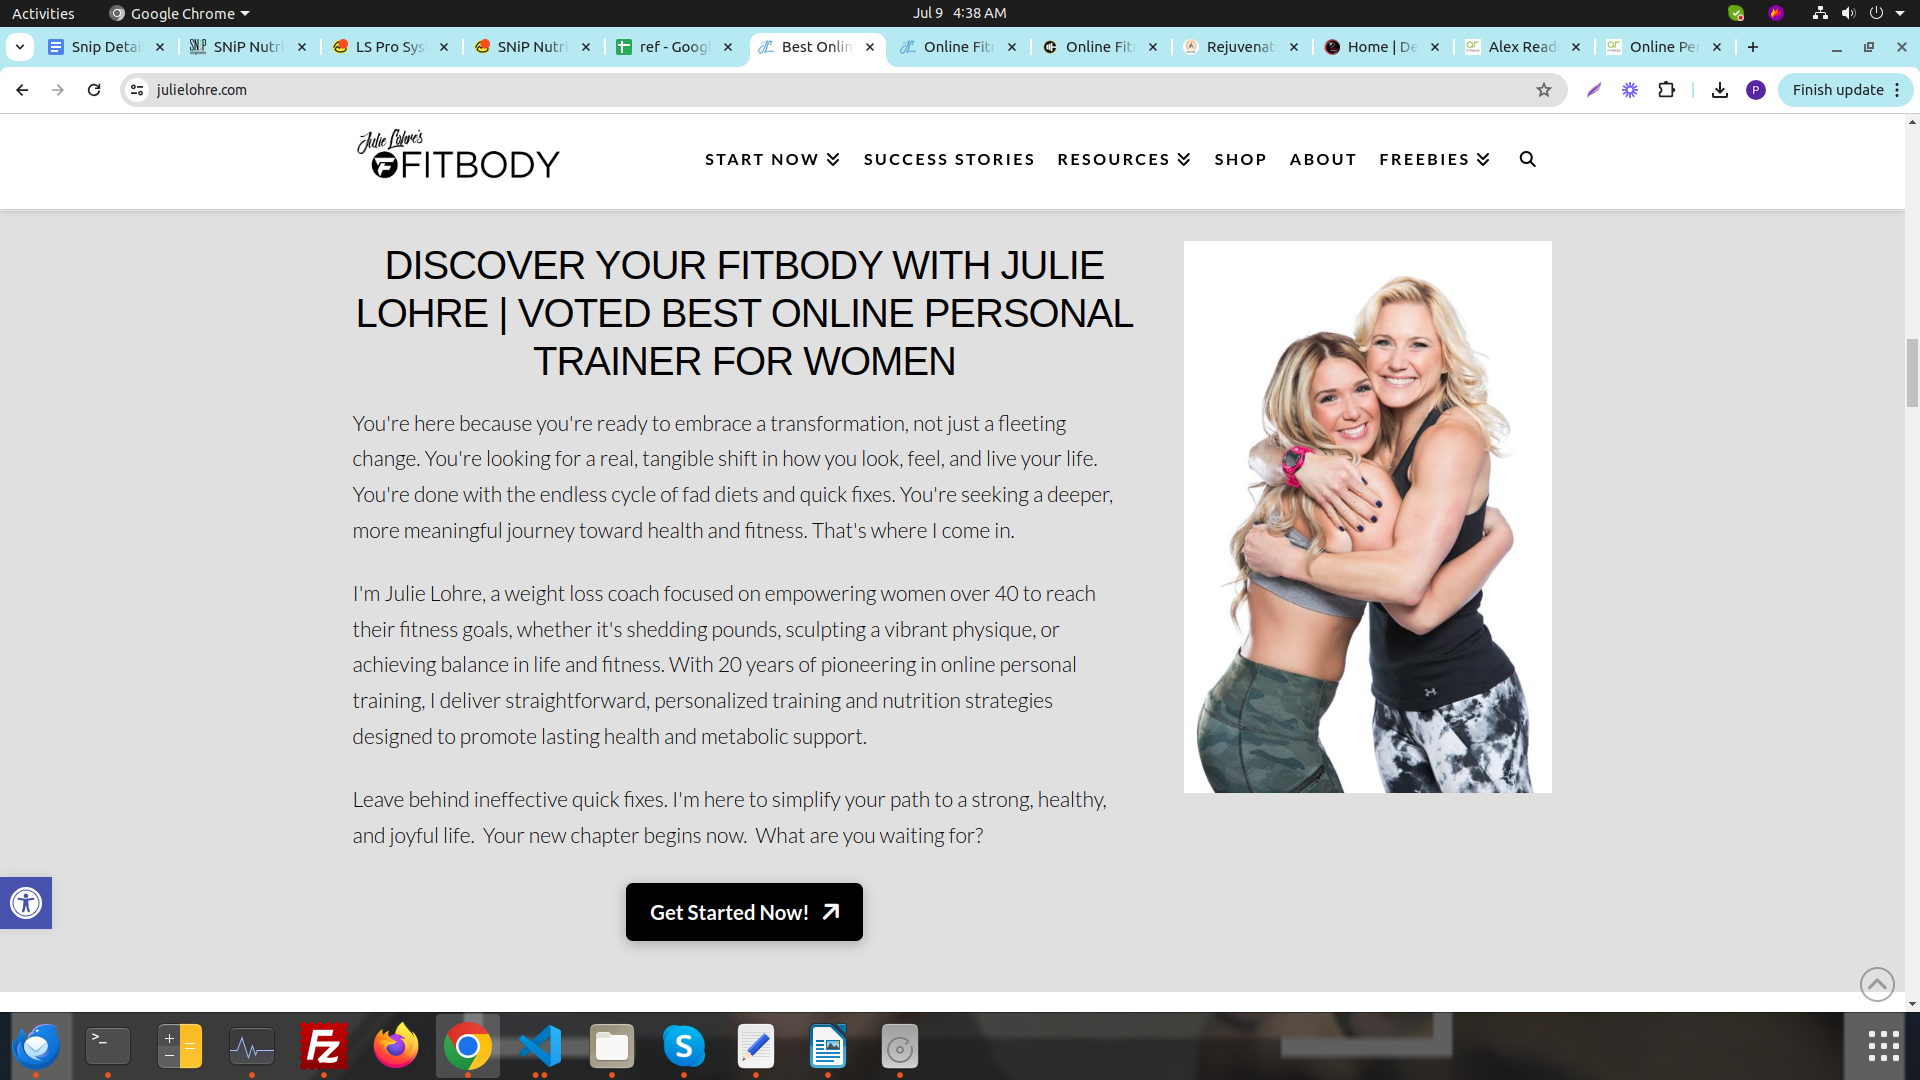 Activities
Google Chrome
Jul 9 4:38 AM
Snip Detai
SNiP Nutri
LS Pro Sys
SNiP Nutri
ref - Googl
Best Onlin
Online Fitn
Online Fitn
Rejuvenat
Home | De
Alex Read
Online Per
julielohre.com
P
Finish update
Julie Lohre's
FITBODY
START NOW
SUCCESS STORIES
RESOURCES
SHOP
ABOUT
FREEBIES
DISCOVER YOUR FITBODY WITH JULIE
LOHRE | VOTED BEST ONLINE PERSONAL
TRAINER FOR WOMEN
You're here because you're ready to embrace a transformation, not just a fleeting
change. You're looking for a real, tangible shift in how you look, feel, and live your life.
You're done with the endless cycle of fad diets and quick fixes. You're seeking a deeper,
more meaningful journey toward health and fitness. That's where I come in.
I'm Julie Lohre, a weight loss coach focused on empowering women over 40 to reach
their fitness goals, whether it's shedding pounds, sculpting a vibrant physique, or
achieving balance in life and fitness. With 20 years of pioneering in online personal
training, I deliver straightforward, personalized training and nutrition strategies
designed to promote lasting health and metabolic support.
Leave behind ineffective quick fixes. I'm here to simplify your path to a strong, healthy,
and joyful life. Your new chapter begins now. What are you waiting for?
Get Started Now!